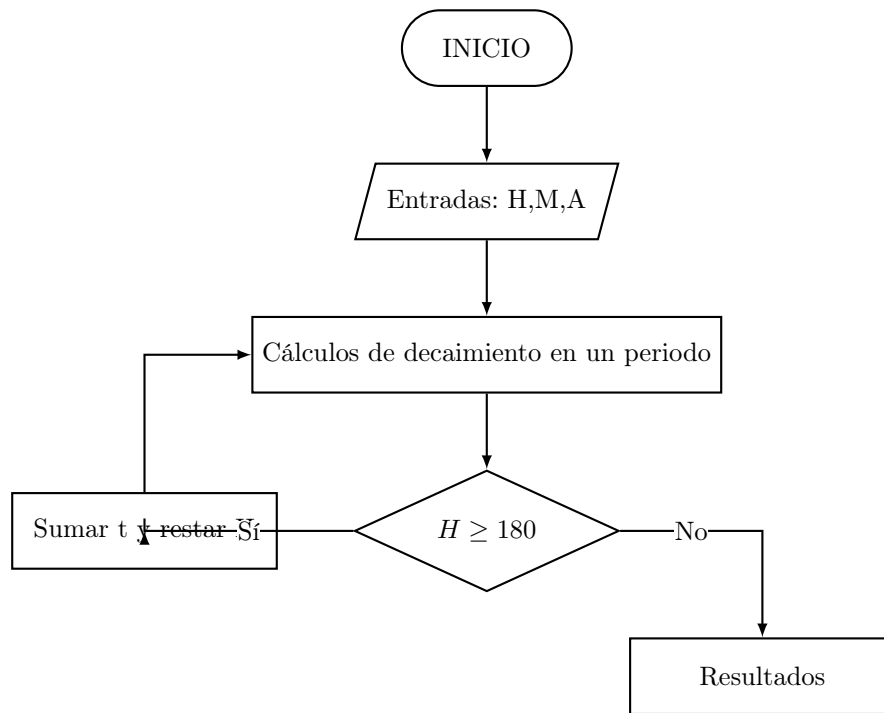 INICIO
Entradas: H,M,A
Cálculos de decaimiento en un periodo
Sumar t y restar
Sí
H ≥ 180
No
Resultados